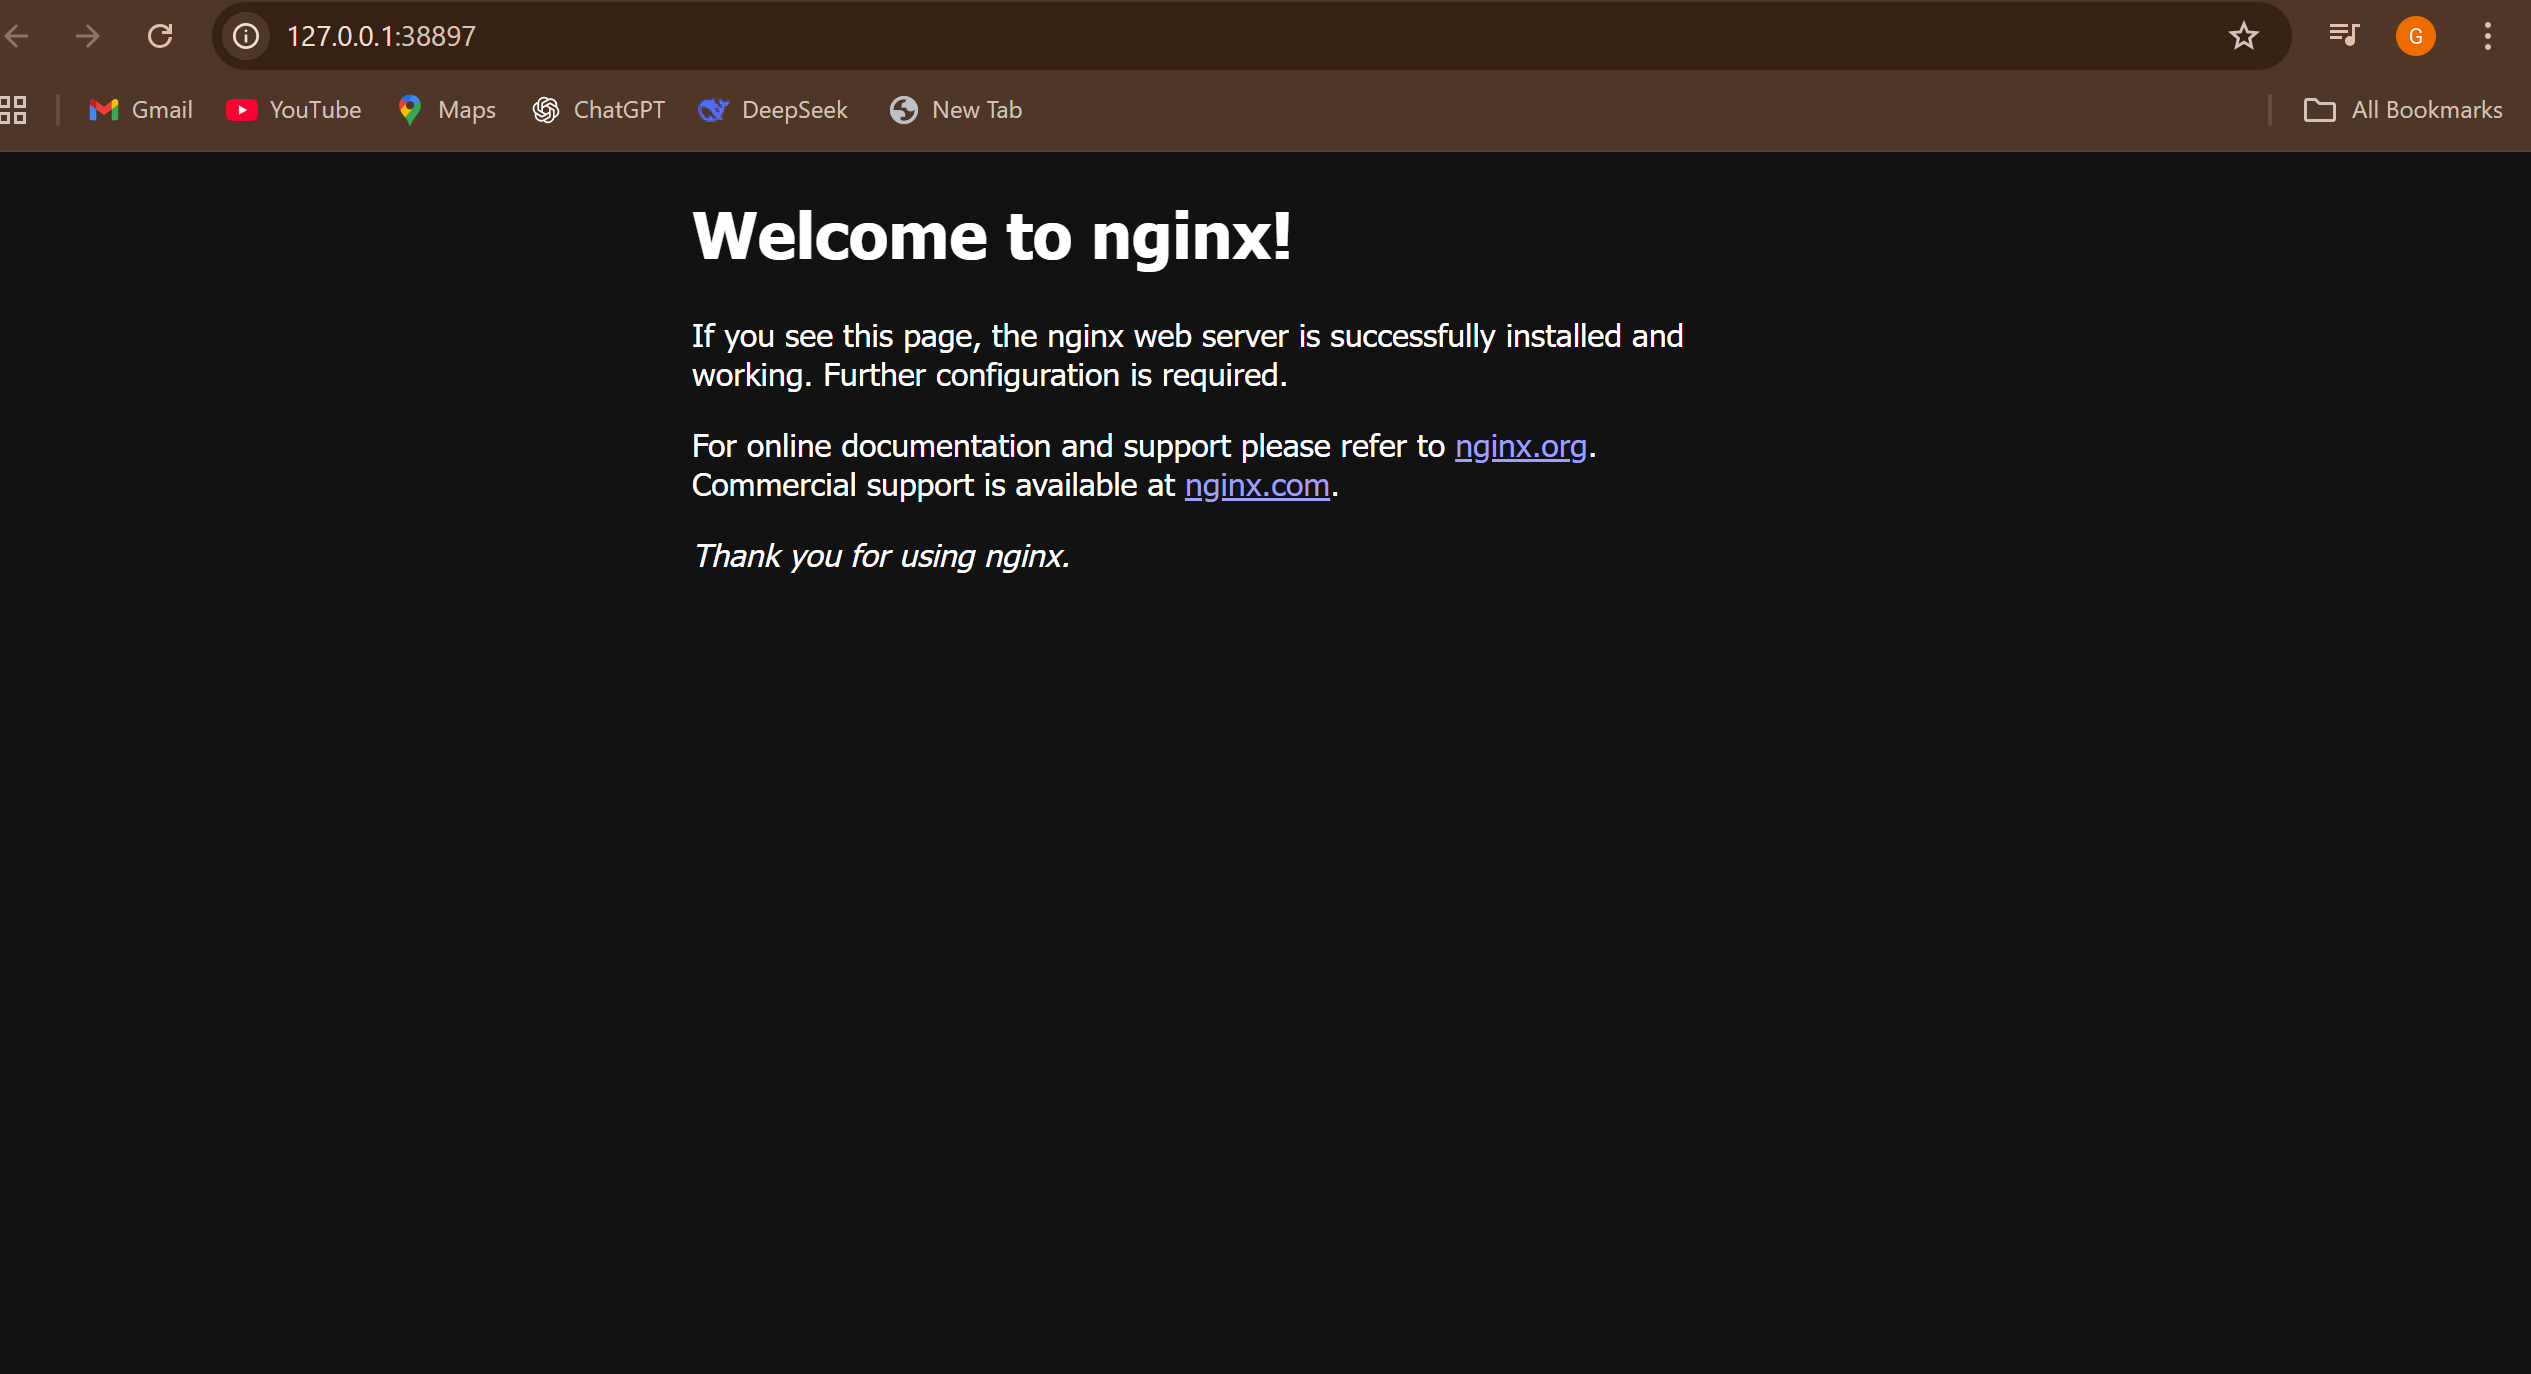 127.0.0.1:38897
G
Gmail YouTube Maps ChatGPT DeepSeek New Tab All Bookmarks
Welcome to nginx!
If you see this page, the nginx web server is successfully installed and
working. Further configuration is required.
For online documentation and support please refer to nginx.org.
Commercial support is available at nginx.com.
Thank you for using nginx.